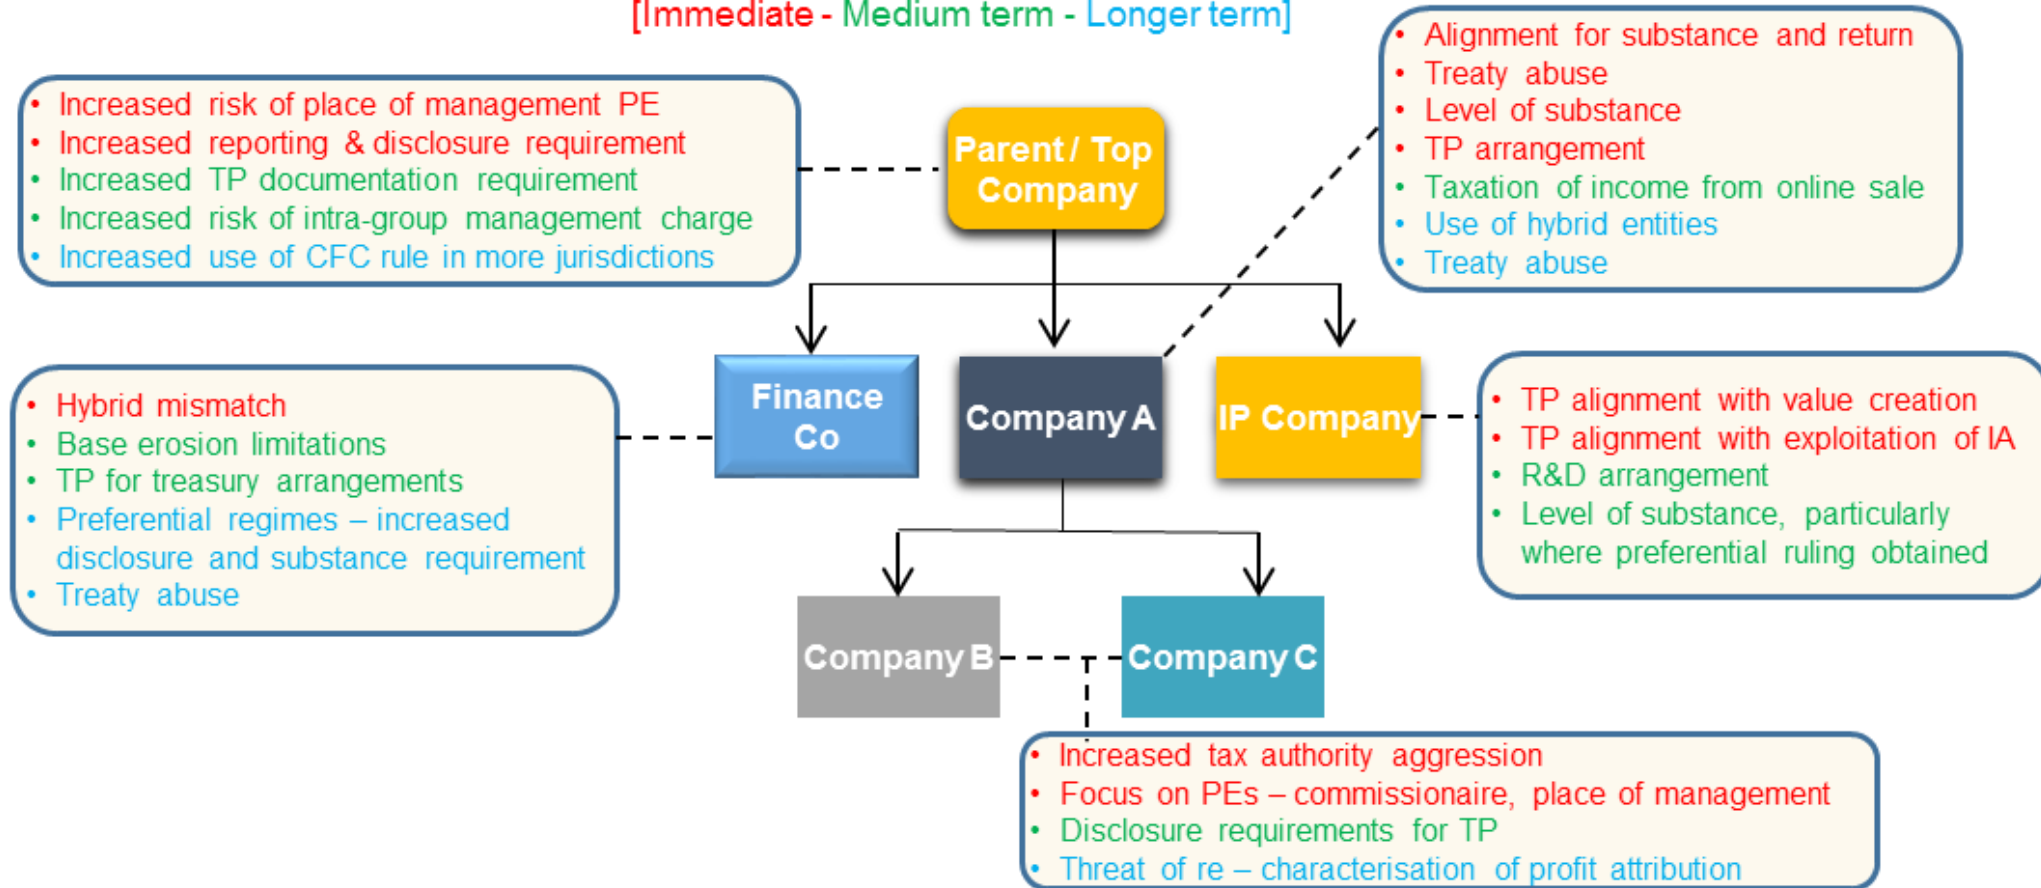 [Immediate - Medium term - Longer term]
• Increased risk of place of management PE
• Increased reporting & disclosure requirement
• Increased TP documentation requirement
• Increased risk of intra-group management charge
• Increased use of CFC rule in more jurisdictions
Parent / Top
Company
• Alignment for substance and return
• Treaty abuse
• Level of substance
• TP arrangement
• Taxation of income from online sale
• Use of hybrid entities
• Treaty abuse
• Hybrid mismatch
• Base erosion limitations
• TP for treasury arrangements
• Preferential regimes – increased
disclosure and substance requirement
• Treaty abuse
Finance
Co
Company A
IP Company
• TP alignment with value creation
• TP alignment with exploitation of IA
• R&D arrangement
• Level of substance, particularly
where preferential ruling obtained
Company B
Company C
• Increased tax authority aggression
• Focus on PEs – commissionaire, place of management
• Disclosure requirements for TP
• Threat of re – characterisation of profit attribution